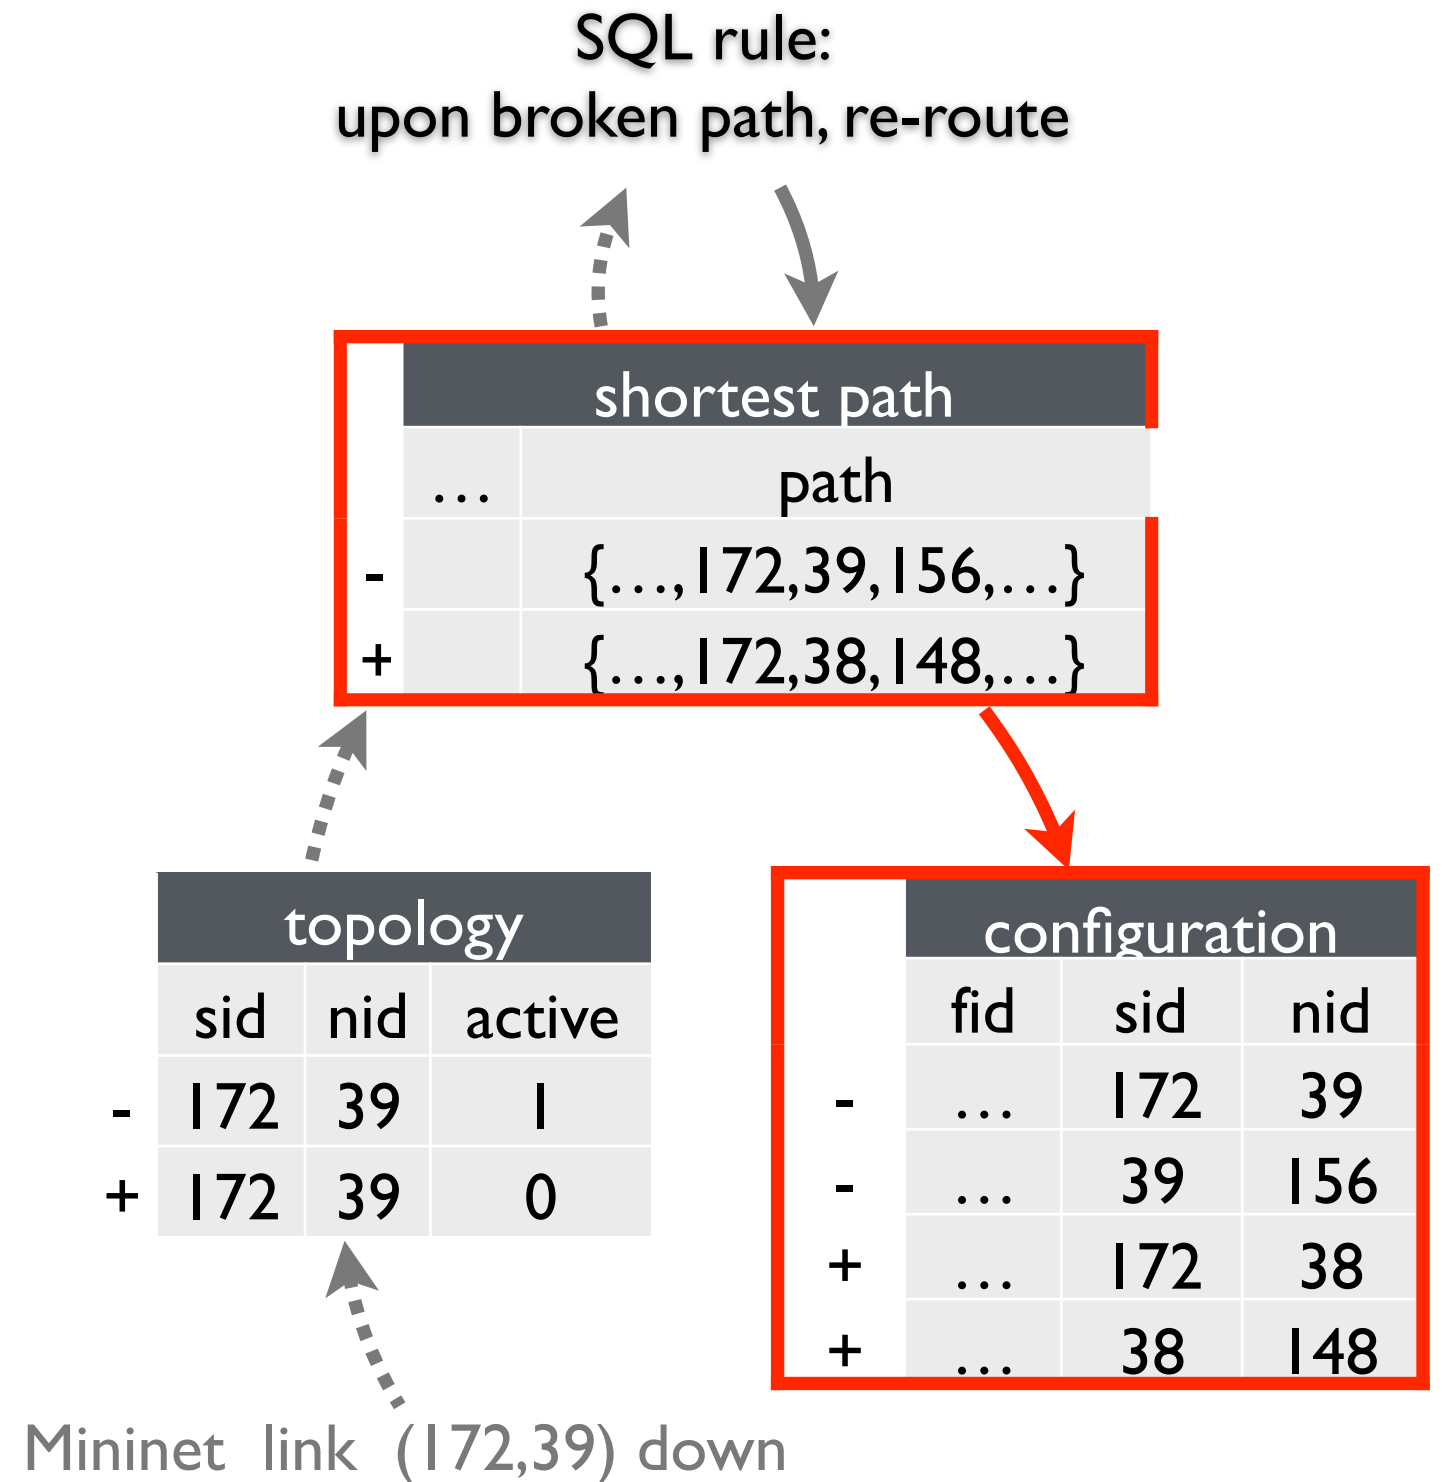 SQL rule:
upon broken path, re-route
shortest path
… path
- {…,172,39,156,…}
+ {…,172,38,148,…}
topology
sid nid active
- 172 39 1
+ 172 39 0
configuration
fid sid nid
- … 172 39
- … 39 156
+ … 172 38
+ … 38 148
Mininet link (172,39) down